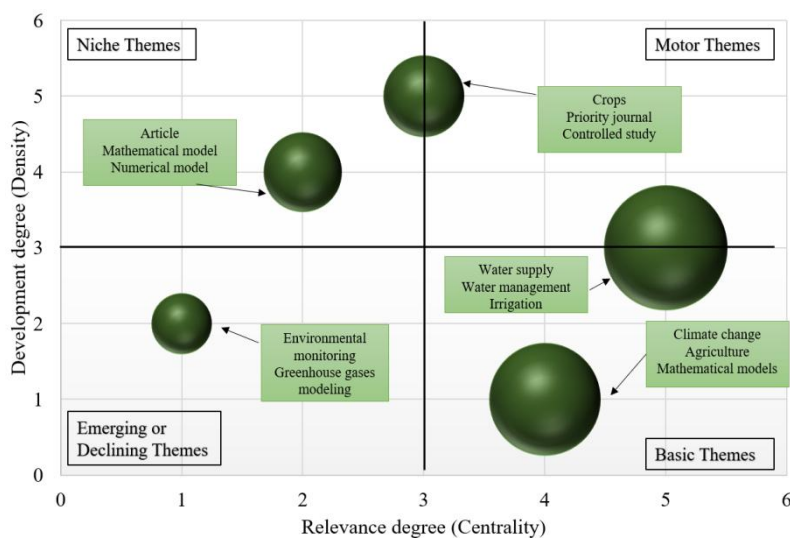 Niche Themes
Motor Themes
Crops
Priority journal
Controlled study
Article
Mathematical model
Numerical model
Water supply
Water management
Irrigation
Environmental
monitoring
Greenhouse gases
modeling
Climate change
Agriculture
Mathematical models
Emerging or
Declining Themes
Basic Themes
Development degree (Density)
6
5
4
3
2
1
0
0 1 2 3 4 5 6
Relevance degree (Centrality)